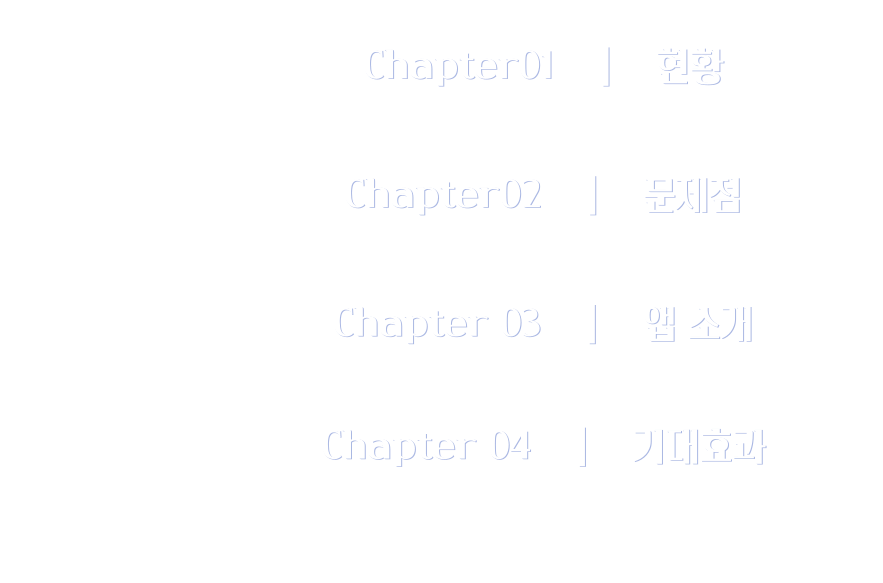 Chapter01 | 현황
Chapter02 | 문제점
Chapter 03 | 앱 소개
Chapter 04 | 기대효과